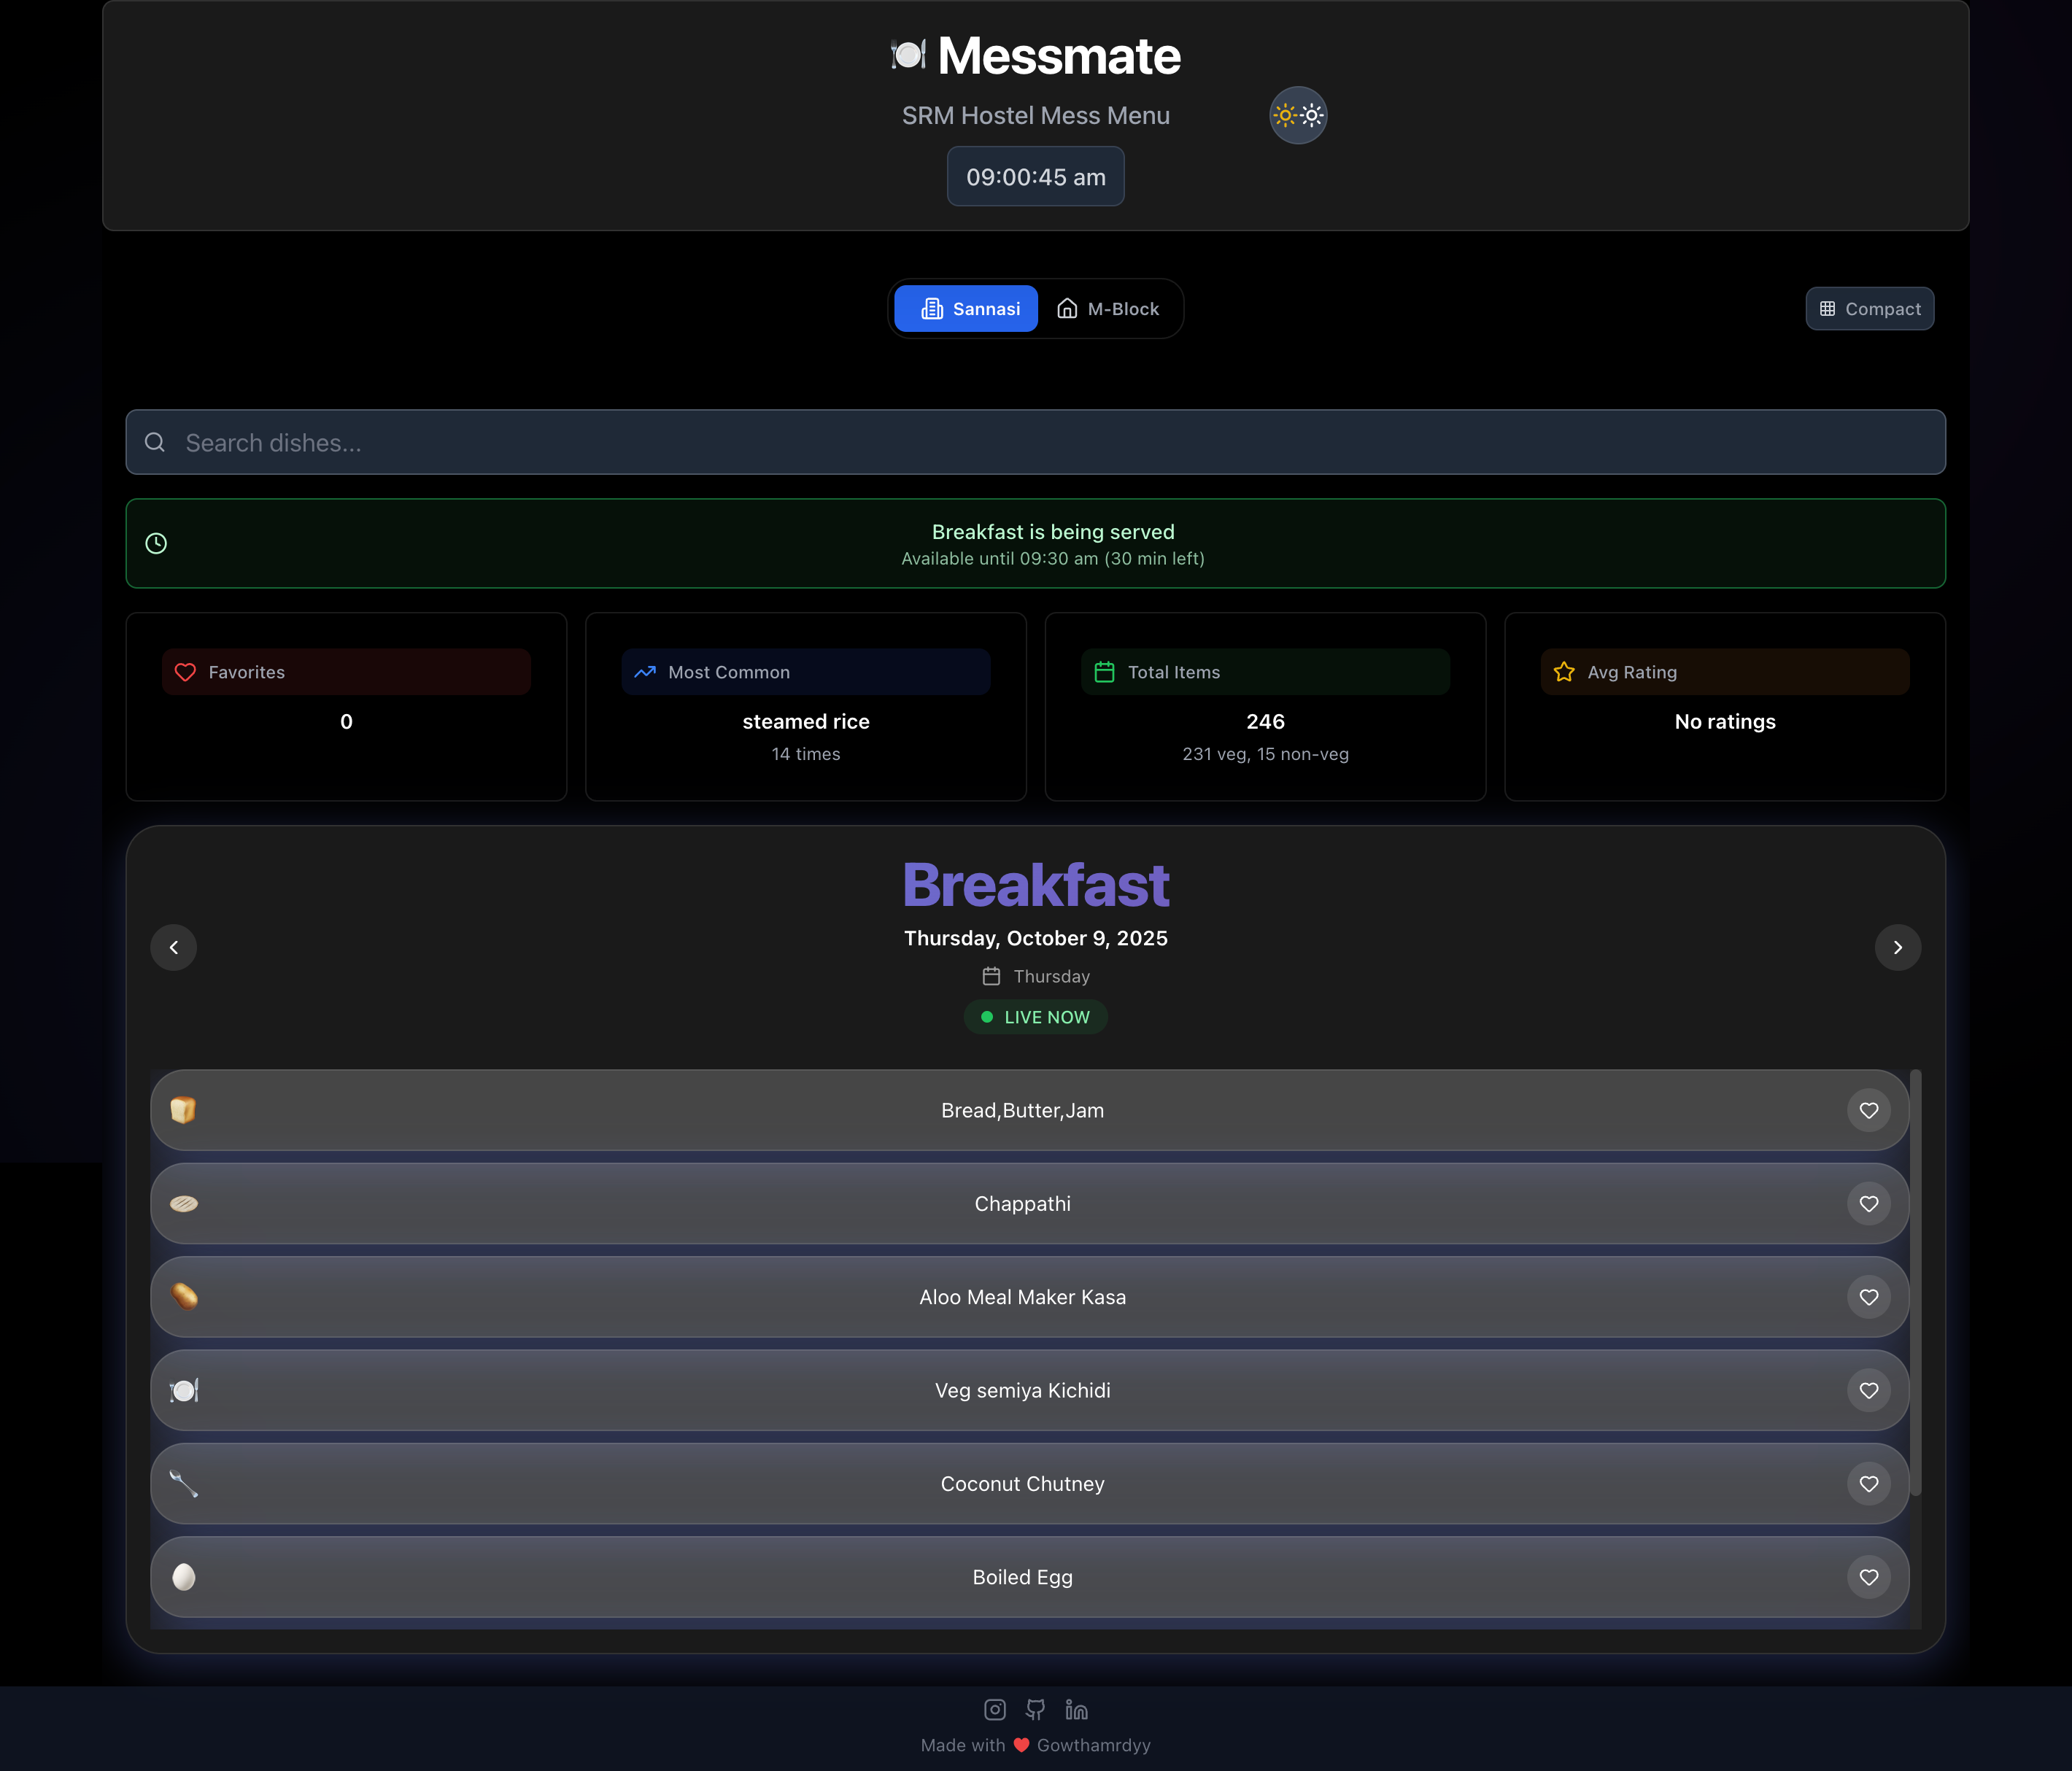 Messmate
SRM Hostel Mess Menu
09:00:45 am
Sannasi
M-Block
Compact
Search dishes...
Breakfast is being served
Available until 09:30 am (30 min left)
Favorites
0
Most Common
steamed rice
14 times
Total Items
246
231 veg, 15 non-veg
Avg Rating
No ratings
Breakfast
Thursday, October 9, 2025
Thursday
LIVE NOW
Bread,Butter,Jam
Chappathi
Aloo Meal Maker Kasa
Veg semiya Kichidi
Coconut Chutney
Boiled Egg
Made with ❤️ Gowthamrdyy